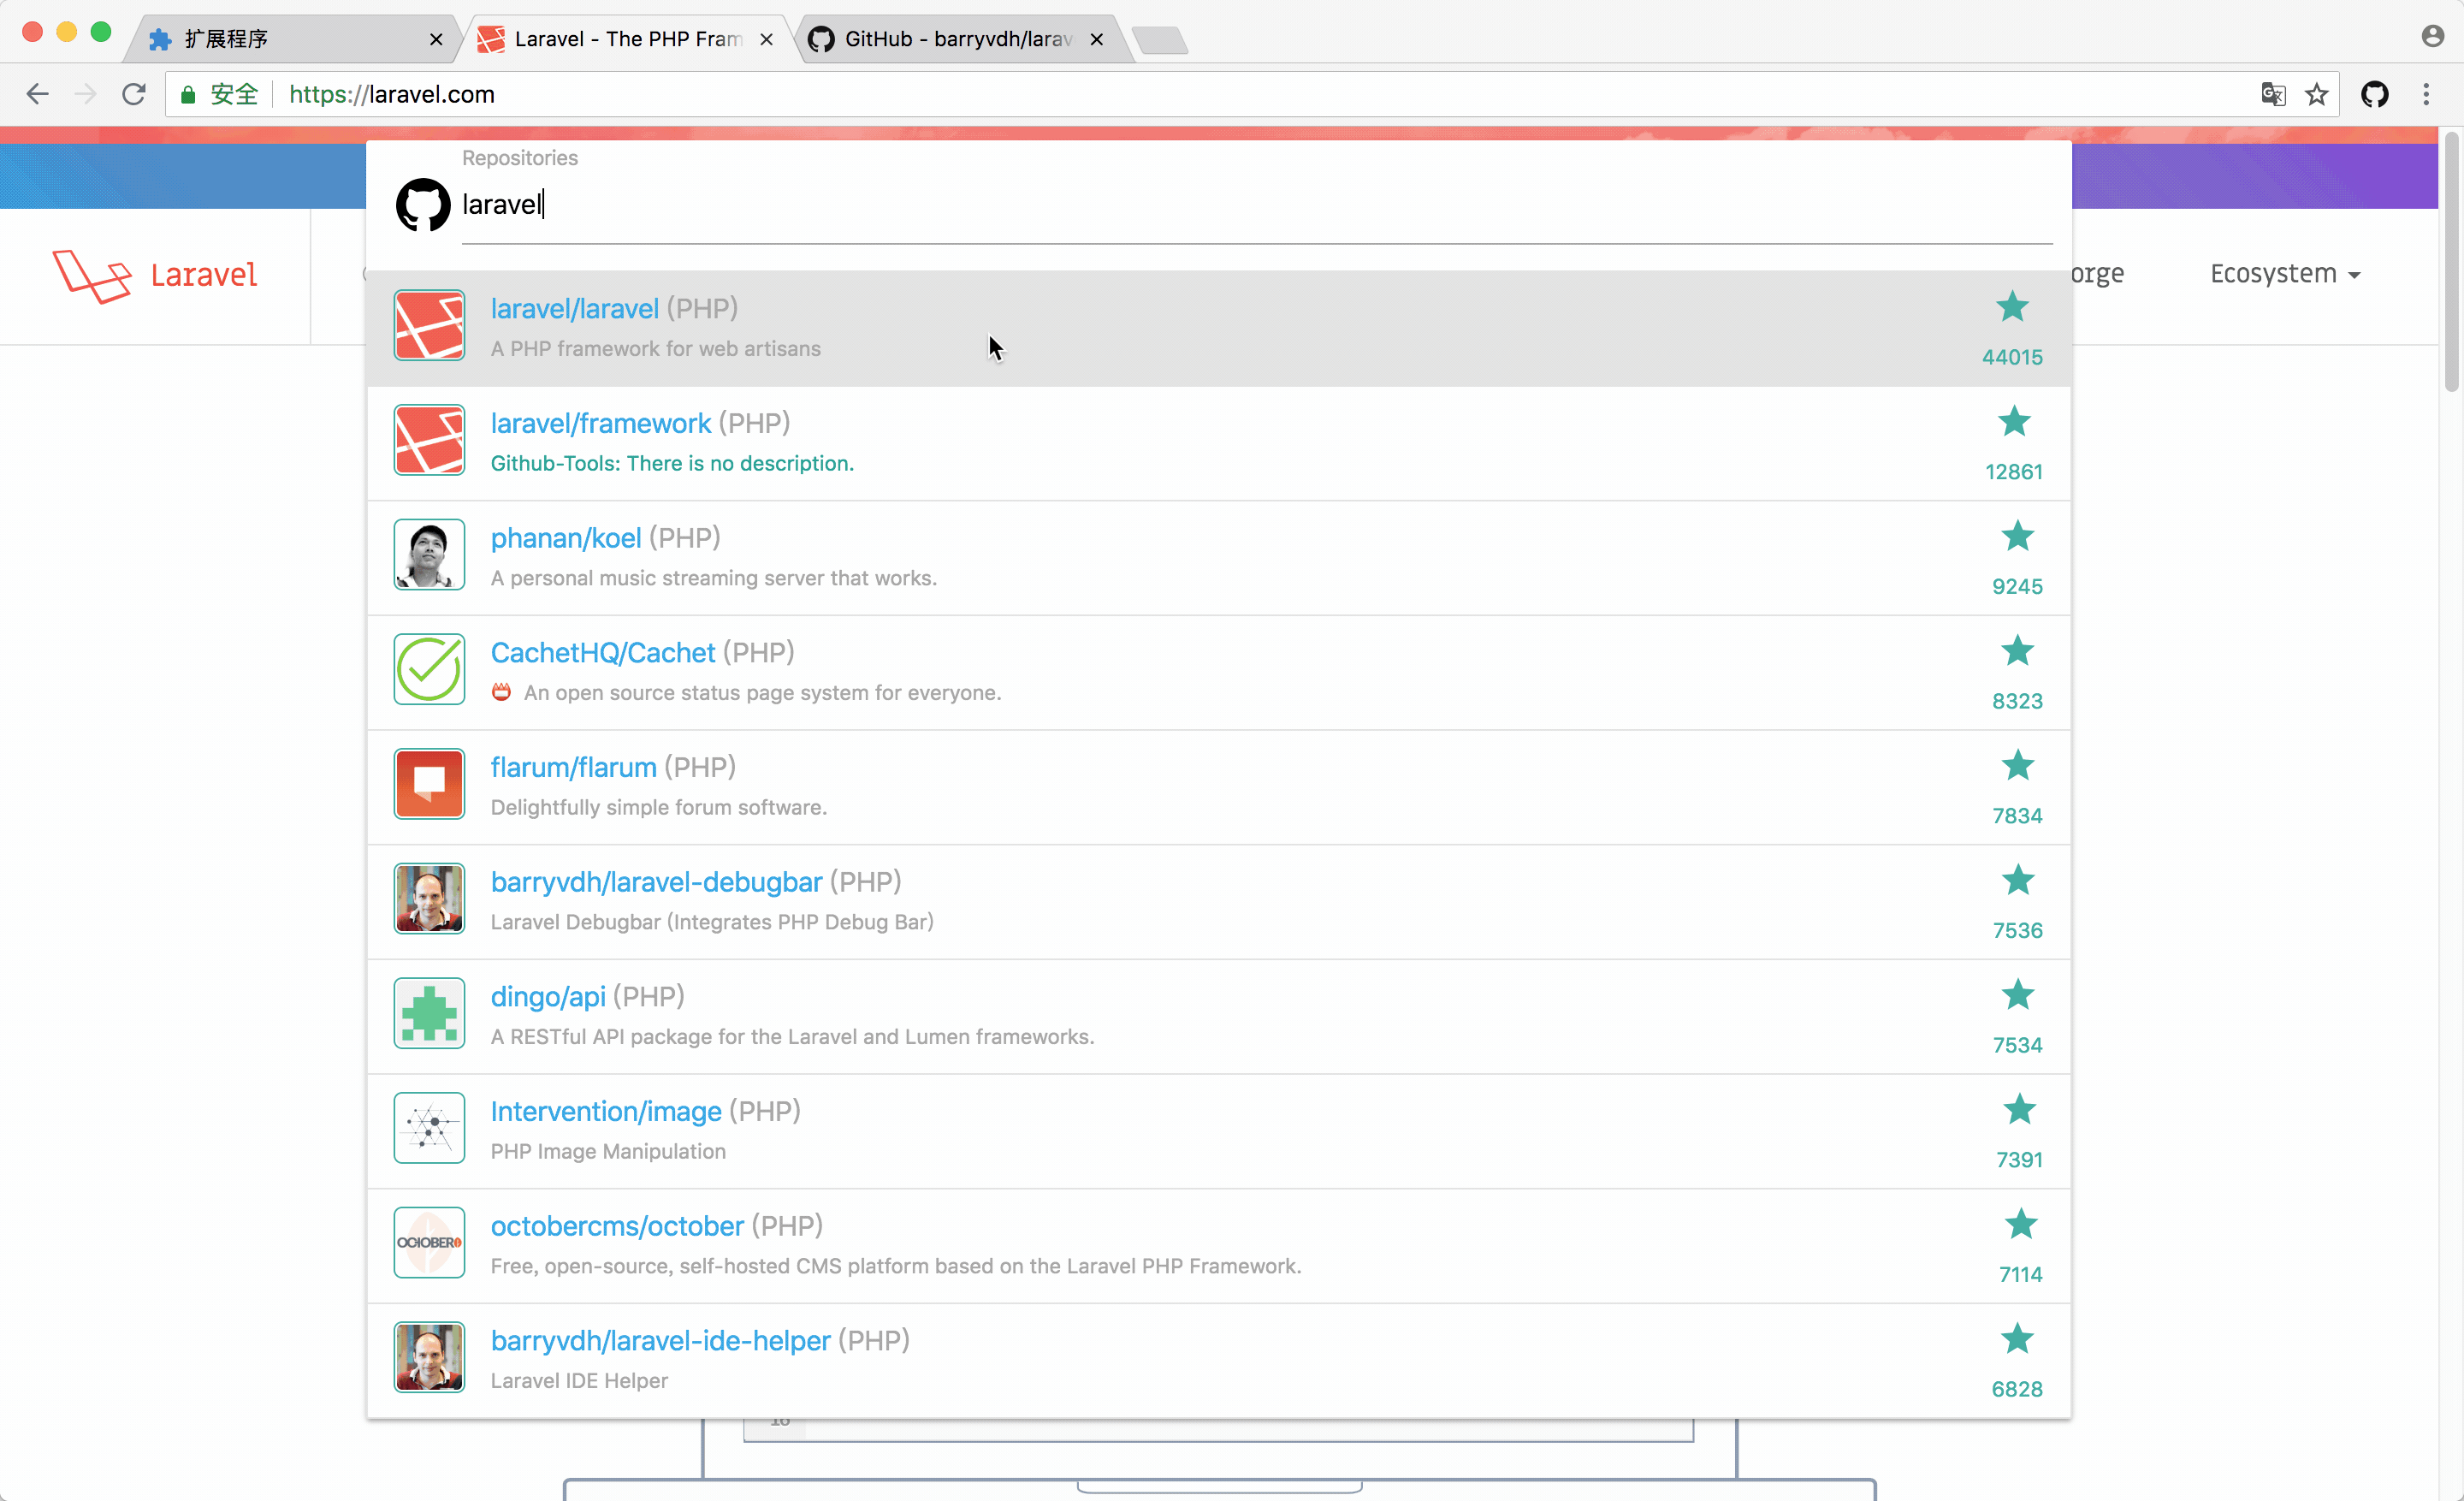 扩展程序
Laravel - The PHP Fram
GitHub - barryvdh/larav
安全 https://laravel.com
Repositories
laravel
Laravel
orge
Ecosystem
laravel/laravel (PHP)
A PHP framework for web artisans
44015
laravel/framework (PHP)
Github-Tools: There is no description.
12861
phanan/koel (PHP)
A personal music streaming server that works.
9245
CachetHQ/Cachet (PHP)
📛 An open source status page system for everyone.
8323
flarum/flarum (PHP)
Delightfully simple forum software.
7834
barryvdh/laravel-debugbar (PHP)
Laravel Debugbar (Integrates PHP Debug Bar)
7536
dingo/api (PHP)
A RESTful API package for the Laravel and Lumen frameworks.
7534
Intervention/image (PHP)
PHP Image Manipulation
7391
OCTOBER
octobercms/october (PHP)
Free, open-source, self-hosted CMS platform based on the Laravel PHP Framework.
7114
barryvdh/laravel-ide-helper (PHP)
Laravel IDE Helper
6828